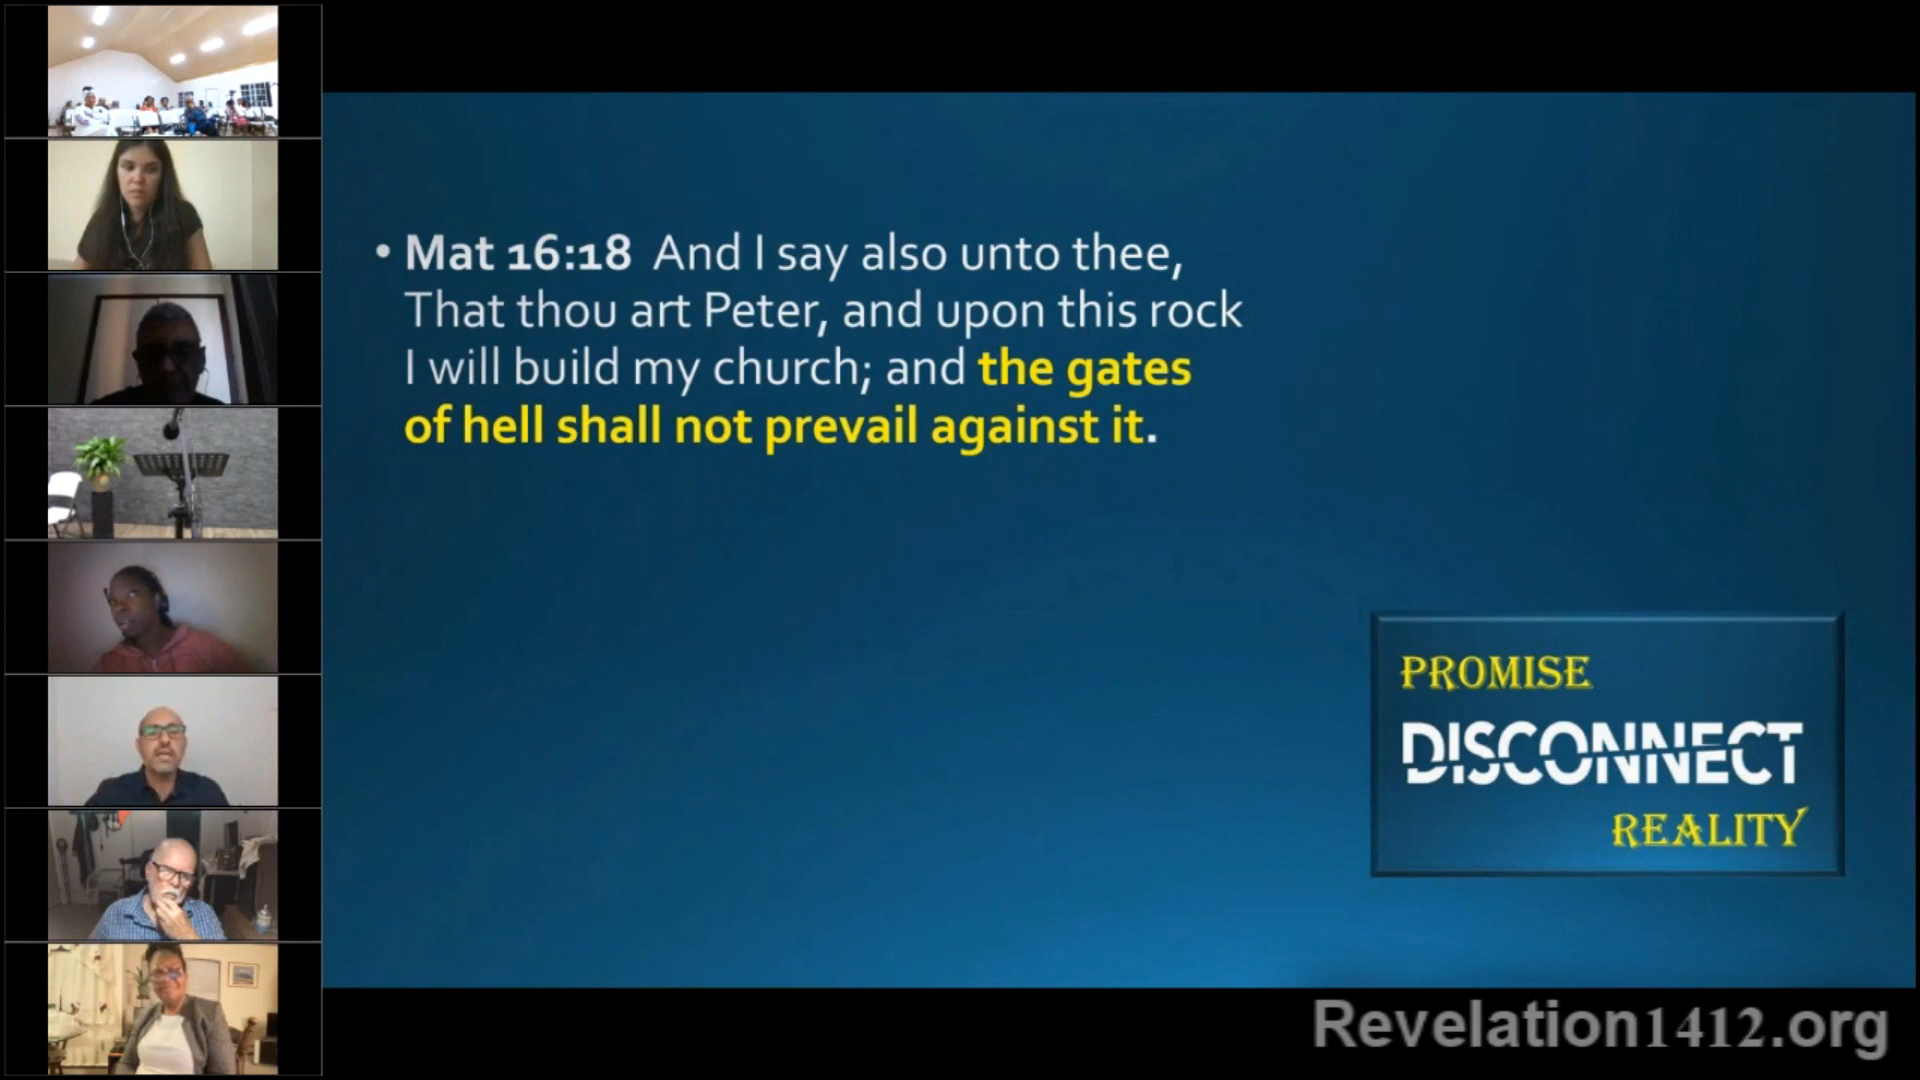 • Mat 16:18 And I say also unto thee,
That thou art Peter, and upon this rock
I will build my church; and the gates
of hell shall not prevail against it.
PROMISE
DISCONNECT
REALITY
Revelation1412.org